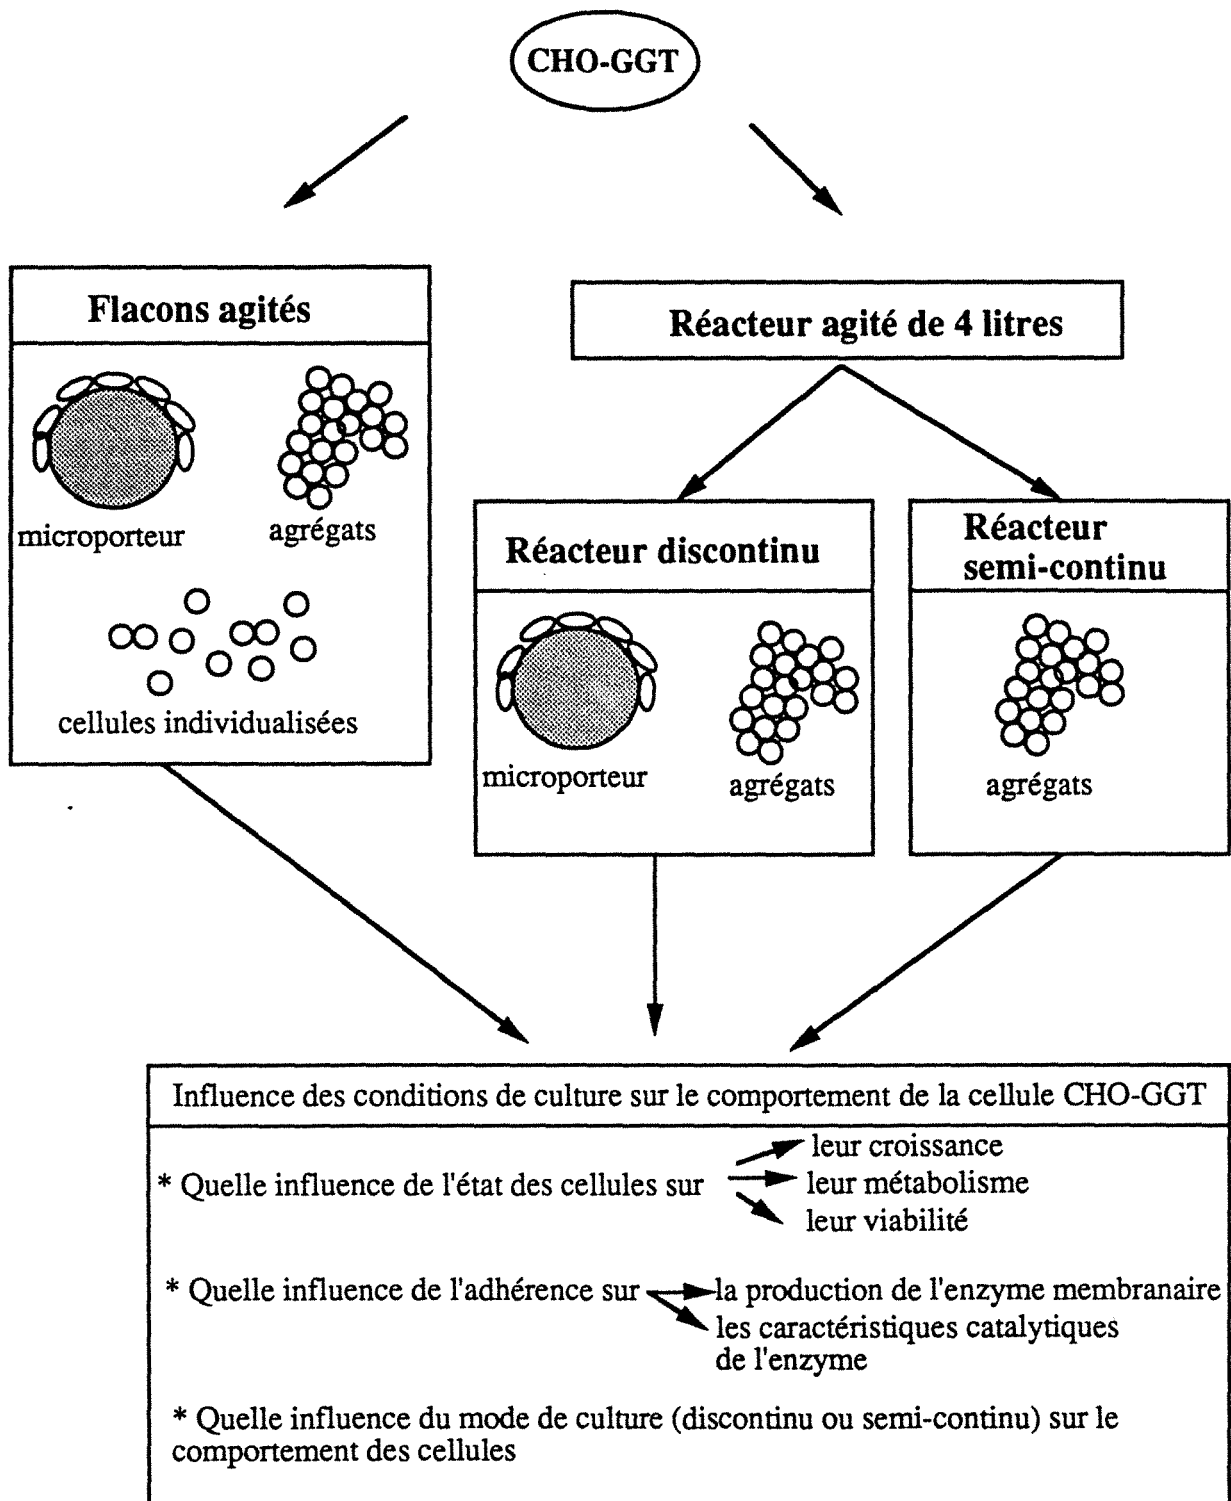 CHO-GGT
Flacons agités
microporteur
agrégats
cellules individualisées
Réacteur agité de 4 litres
Réacteur discontinu
microporteur
agrégats
Réacteur
semi-continu
agrégats
Influence des conditions de culture sur le comportement de la cellule CHO-GGT
* Quelle influence de l'état des cellules sur
leur croissance
leur métabolisme
leur viabilité
* Quelle influence de l'adhérence sur
la production de l'enzyme membranaire
les caractéristiques catalytiques
de l'enzyme
* Quelle influence du mode de culture (discontinu ou semi-continu) sur le
comportement des cellules